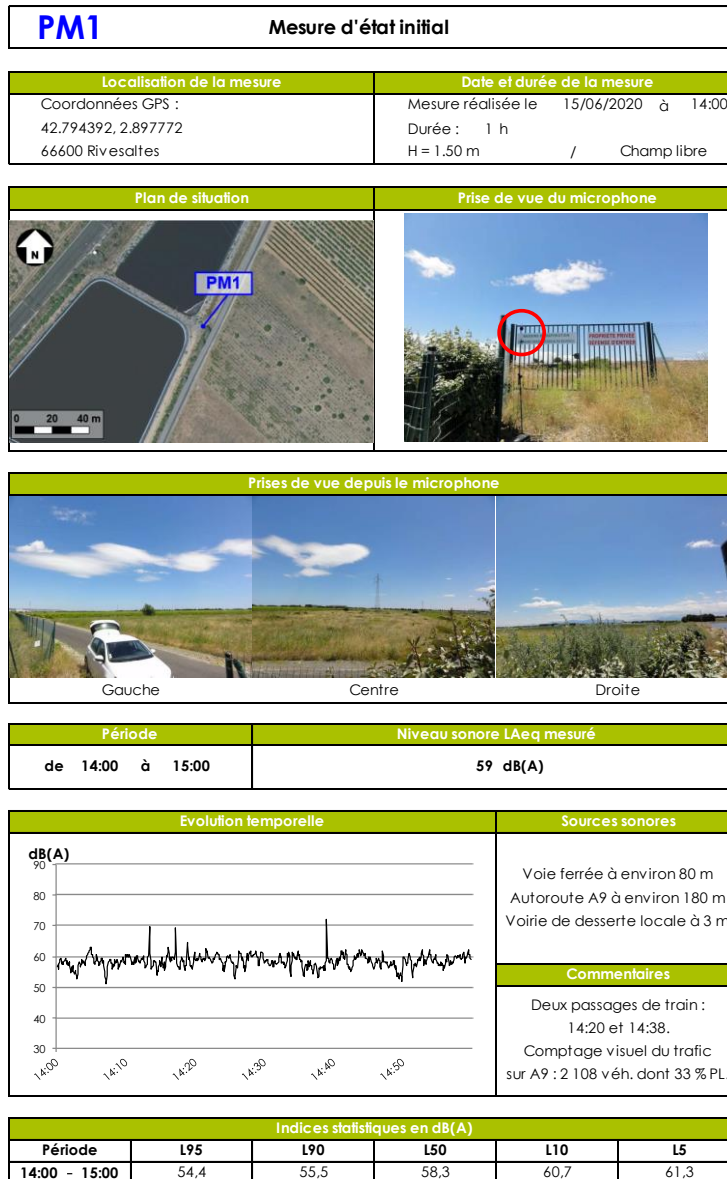 PM1 Mesure d'état initial
Localisation de la mesure Date et durée de la mesure
Coordonnées GPS : Mesure réalisée le 15/06/2020 à 14:00
42.794392, 2.897772 Durée : 1 h
66600 Rivesaltes H = 1.50 m / Champ libre
Plan de situation Prise de vue du microphone
N
PM1
0 20 40 m
PROPRIETE PRIVEE
DEFENSE D'ENTRER
Prises de vue depuis le microphone
Gauche Centre Droite
Période Niveau sonore LAeq mesuré
de 14:00 à 15:00 59 dB(A)
Evolution temporelle Sources sonores
dB(A)
90
80
70
60
50
40
30
14:00 14:10 14:20 14:30 14:40 14:50
Voie ferrée à environ 80 m
Autoroute A9 à environ 180 m
Voirie de desserte locale à 3 m
Commentaires
Deux passages de train :
14:20 et 14:38.
Comptage visuel du trafic
sur A9 : 2 108 véh. dont 33 % PL.
Indices statistiques en dB(A)
Période L95 L90 L50 L10 L5
14:00 - 15:00 54,4 55,5 58,3 60,7 61,3